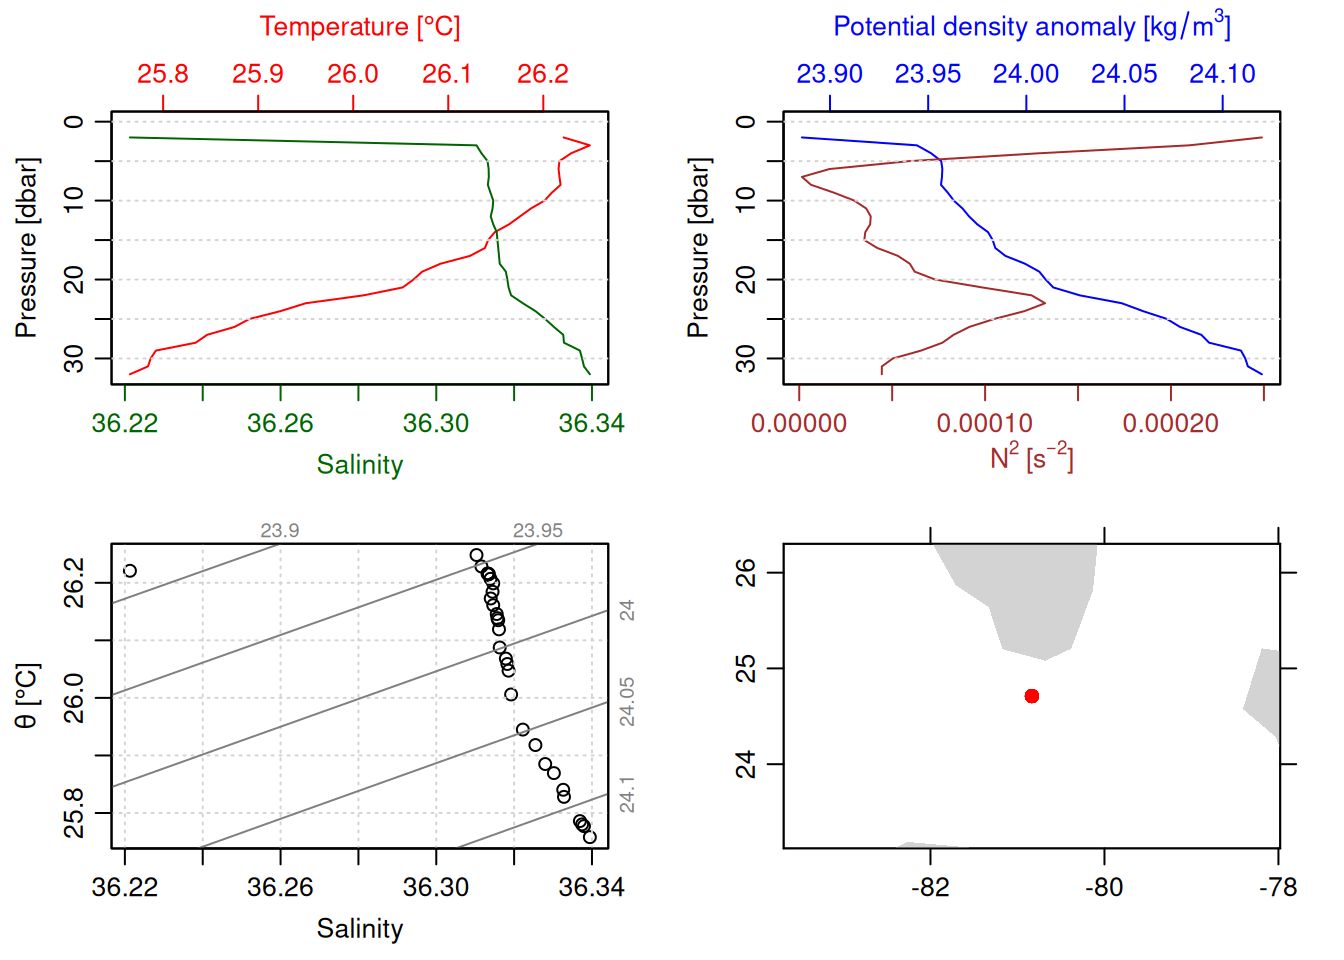 Temperature [°C]
25.8 25.9 26.0 26.1 26.2
0
10
20
30
Pressure [dbar]
36.22 36.26 36.30 36.34
Salinity
Potential density anomaly [kg/m³]
23.90 23.95 24.00 24.05 24.10
0
10
20
30
Pressure [dbar]
0.00000 0.00010 0.00020
N² [s⁻²]
23.9 23.95
24
24.05
24.1
26.2
26.0
25.8
θ [°C]
36.22 36.26 36.30 36.34
Salinity
26
25
24
-82 -80 -78